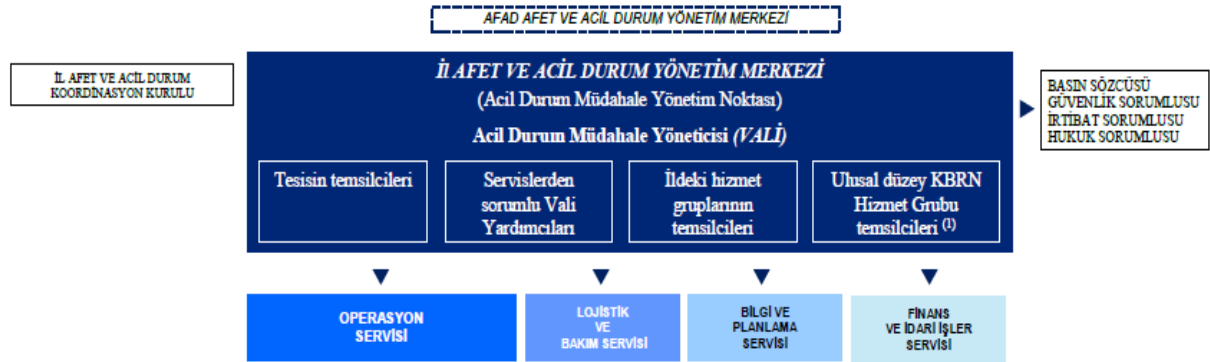 AFAD AFET VE ACİL DURUM YÖNETİM MERKEZİ
İL AFET VE ACİL DURUM
KOORDİNASYON KURULU
İl AFET VE ACİL DURUM YÖNETİM MERKEZİ
(Acil Durum Müdahale Yönetim Noktası)
Acil Durum Müdahale Yöneticisi (VALİ)
Tesisin temsilcileri
Servislerden
sorumlu Vali
Yardımcıları
İldeki hizmet
gruplarının
temsilcileri
Ulusal düzey KBRN
Hizmet Grubu
temsilcileri (1)
BASIN SÖZCÜSÜ
GÜVENLİK SORUMLUSU
İRTİBAT SORUMLUSU
HUKUK SORUMLUSU
OPERASYON
SERVİSİ
LOJİSTİK
VE
BAKIM SERVİSİ
BİLGİ VE
PLANLAMA
SERVİSİ
FİNANS
VE İDARİ İŞLER
SERVİSİ